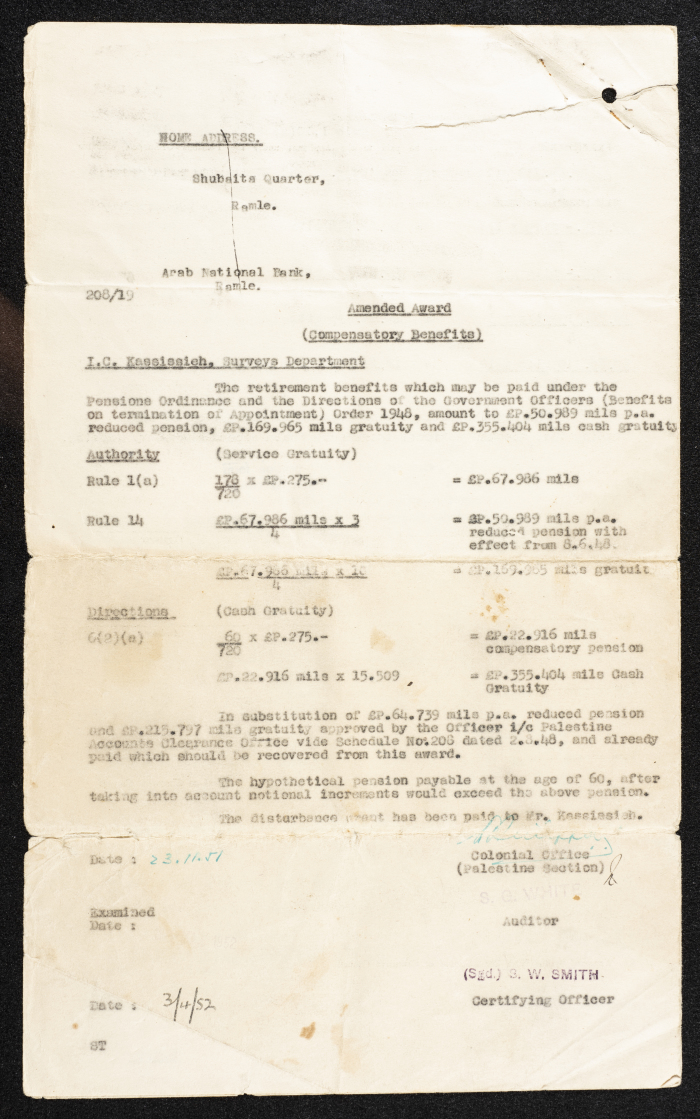 HOME ADDRESS.
Shubaita Quarter,
Ramle.
Arab National Bank,
Ramle.
208/19
Amended Award
(Compensatory Benefits)
I.C. Kassissieh, Surveys Department
The retirement benefits which may be paid under the
Pensions Ordinance and the Directions of the Government Officers (Benefits
on termination of Appointment) Order 1948, amount to £P.50.989 mils p.a.
reduced pension, £P.169.965 mils gratuity and £P.355.404 mils cash gratuity
Authority (Service Gratuity)
Rule 1(a) 178 x £P.275.- = £P.67.986 mils
720
Rule 14 £P.67.986 mils x 3 = £P.50.989 mils p.a.
4 reduced pension with
effect from 8.6.48.
£P.67.986 mils x 10 = £P.169.965 mils gratuit
4
Directions (Cash Gratuity)
6(2)(a) 60 x £P.275.- = £P.22.916 mils
720 compensatory pension
£P.22.916 mils x 15.509 = £P.355.404 mils Cash
Gratuity
In substitution of £P.64.739 mils p.a. reduced pension
and £P.215.797 mils gratuity approved by the Officer i/c Palestine
Accounts Clearance Office vide Schedule No.208 dated 2.8.48, and already
paid which should be recovered from this award.
The hypothetical pension payable at the age of 60, after
taking into account notional increments would exceed the above pension.
The disturbance grant has been paid to Mr. Kassissieh.
Date : 23.11.51
Colonial Office
(Palestine Section)
Examined
Date :
Auditor
(Sgd.) S. W. SMITH.
Date : 3/4/52
Certifying Officer
ST